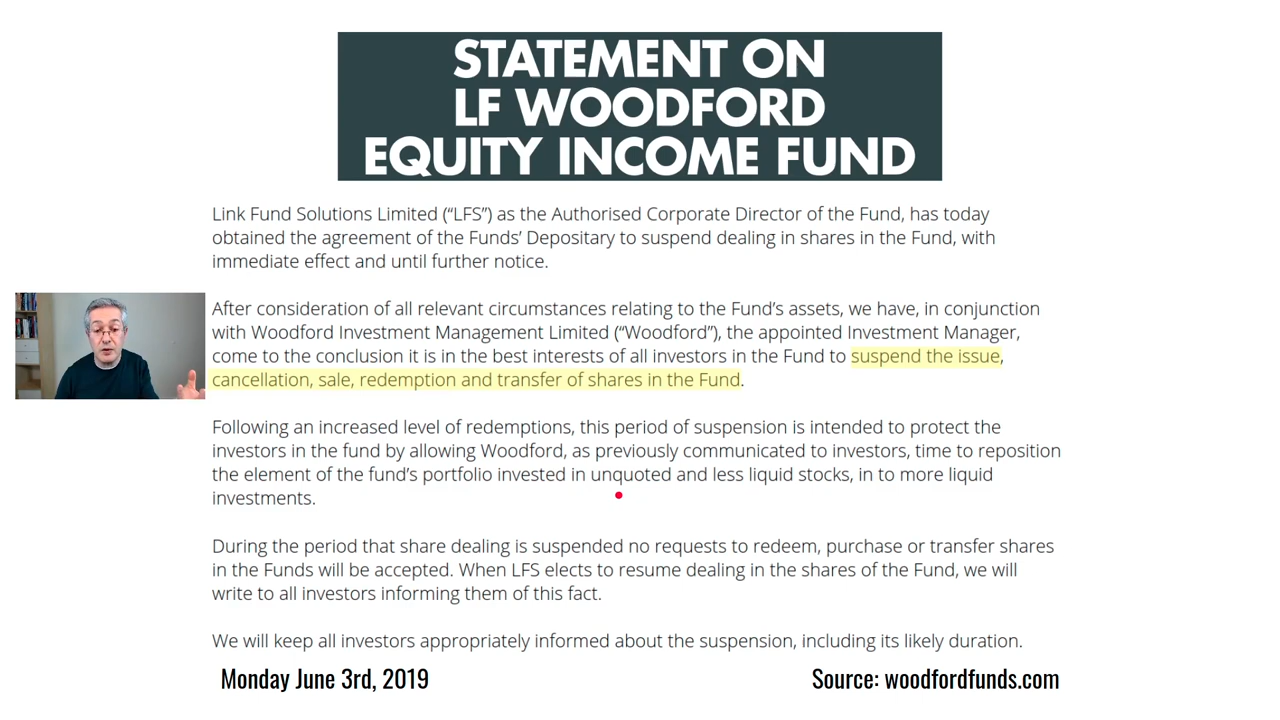 STATEMENT ON
LF WOODFORD
EQUITY INCOME FUND
Link Fund Solutions Limited (“LFS”) as the Authorised Corporate Director of the Fund, has today
obtained the agreement of the Funds’ Depositary to suspend dealing in shares in the Fund, with
immediate effect and until further notice.
After consideration of all relevant circumstances relating to the Fund’s assets, we have, in conjunction
with Woodford Investment Management Limited (“Woodford”), the appointed Investment Manager,
come to the conclusion it is in the best interests of all investors in the Fund to suspend the issue,
cancellation, sale, redemption and transfer of shares in the Fund.
Following an increased level of redemptions, this period of suspension is intended to protect the
investors in the fund by allowing Woodford, as previously communicated to investors, time to reposition
the element of the fund’s portfolio invested in unquoted and less liquid stocks, in to more liquid
investments.
During the period that share dealing is suspended no requests to redeem, purchase or transfer shares
in the Funds will be accepted. When LFS elects to resume dealing in the shares of the Fund, we will
write to all investors informing them of this fact.
We will keep all investors appropriately informed about the suspension, including its likely duration.
Monday June 3rd, 2019
Source: woodfordfunds.com